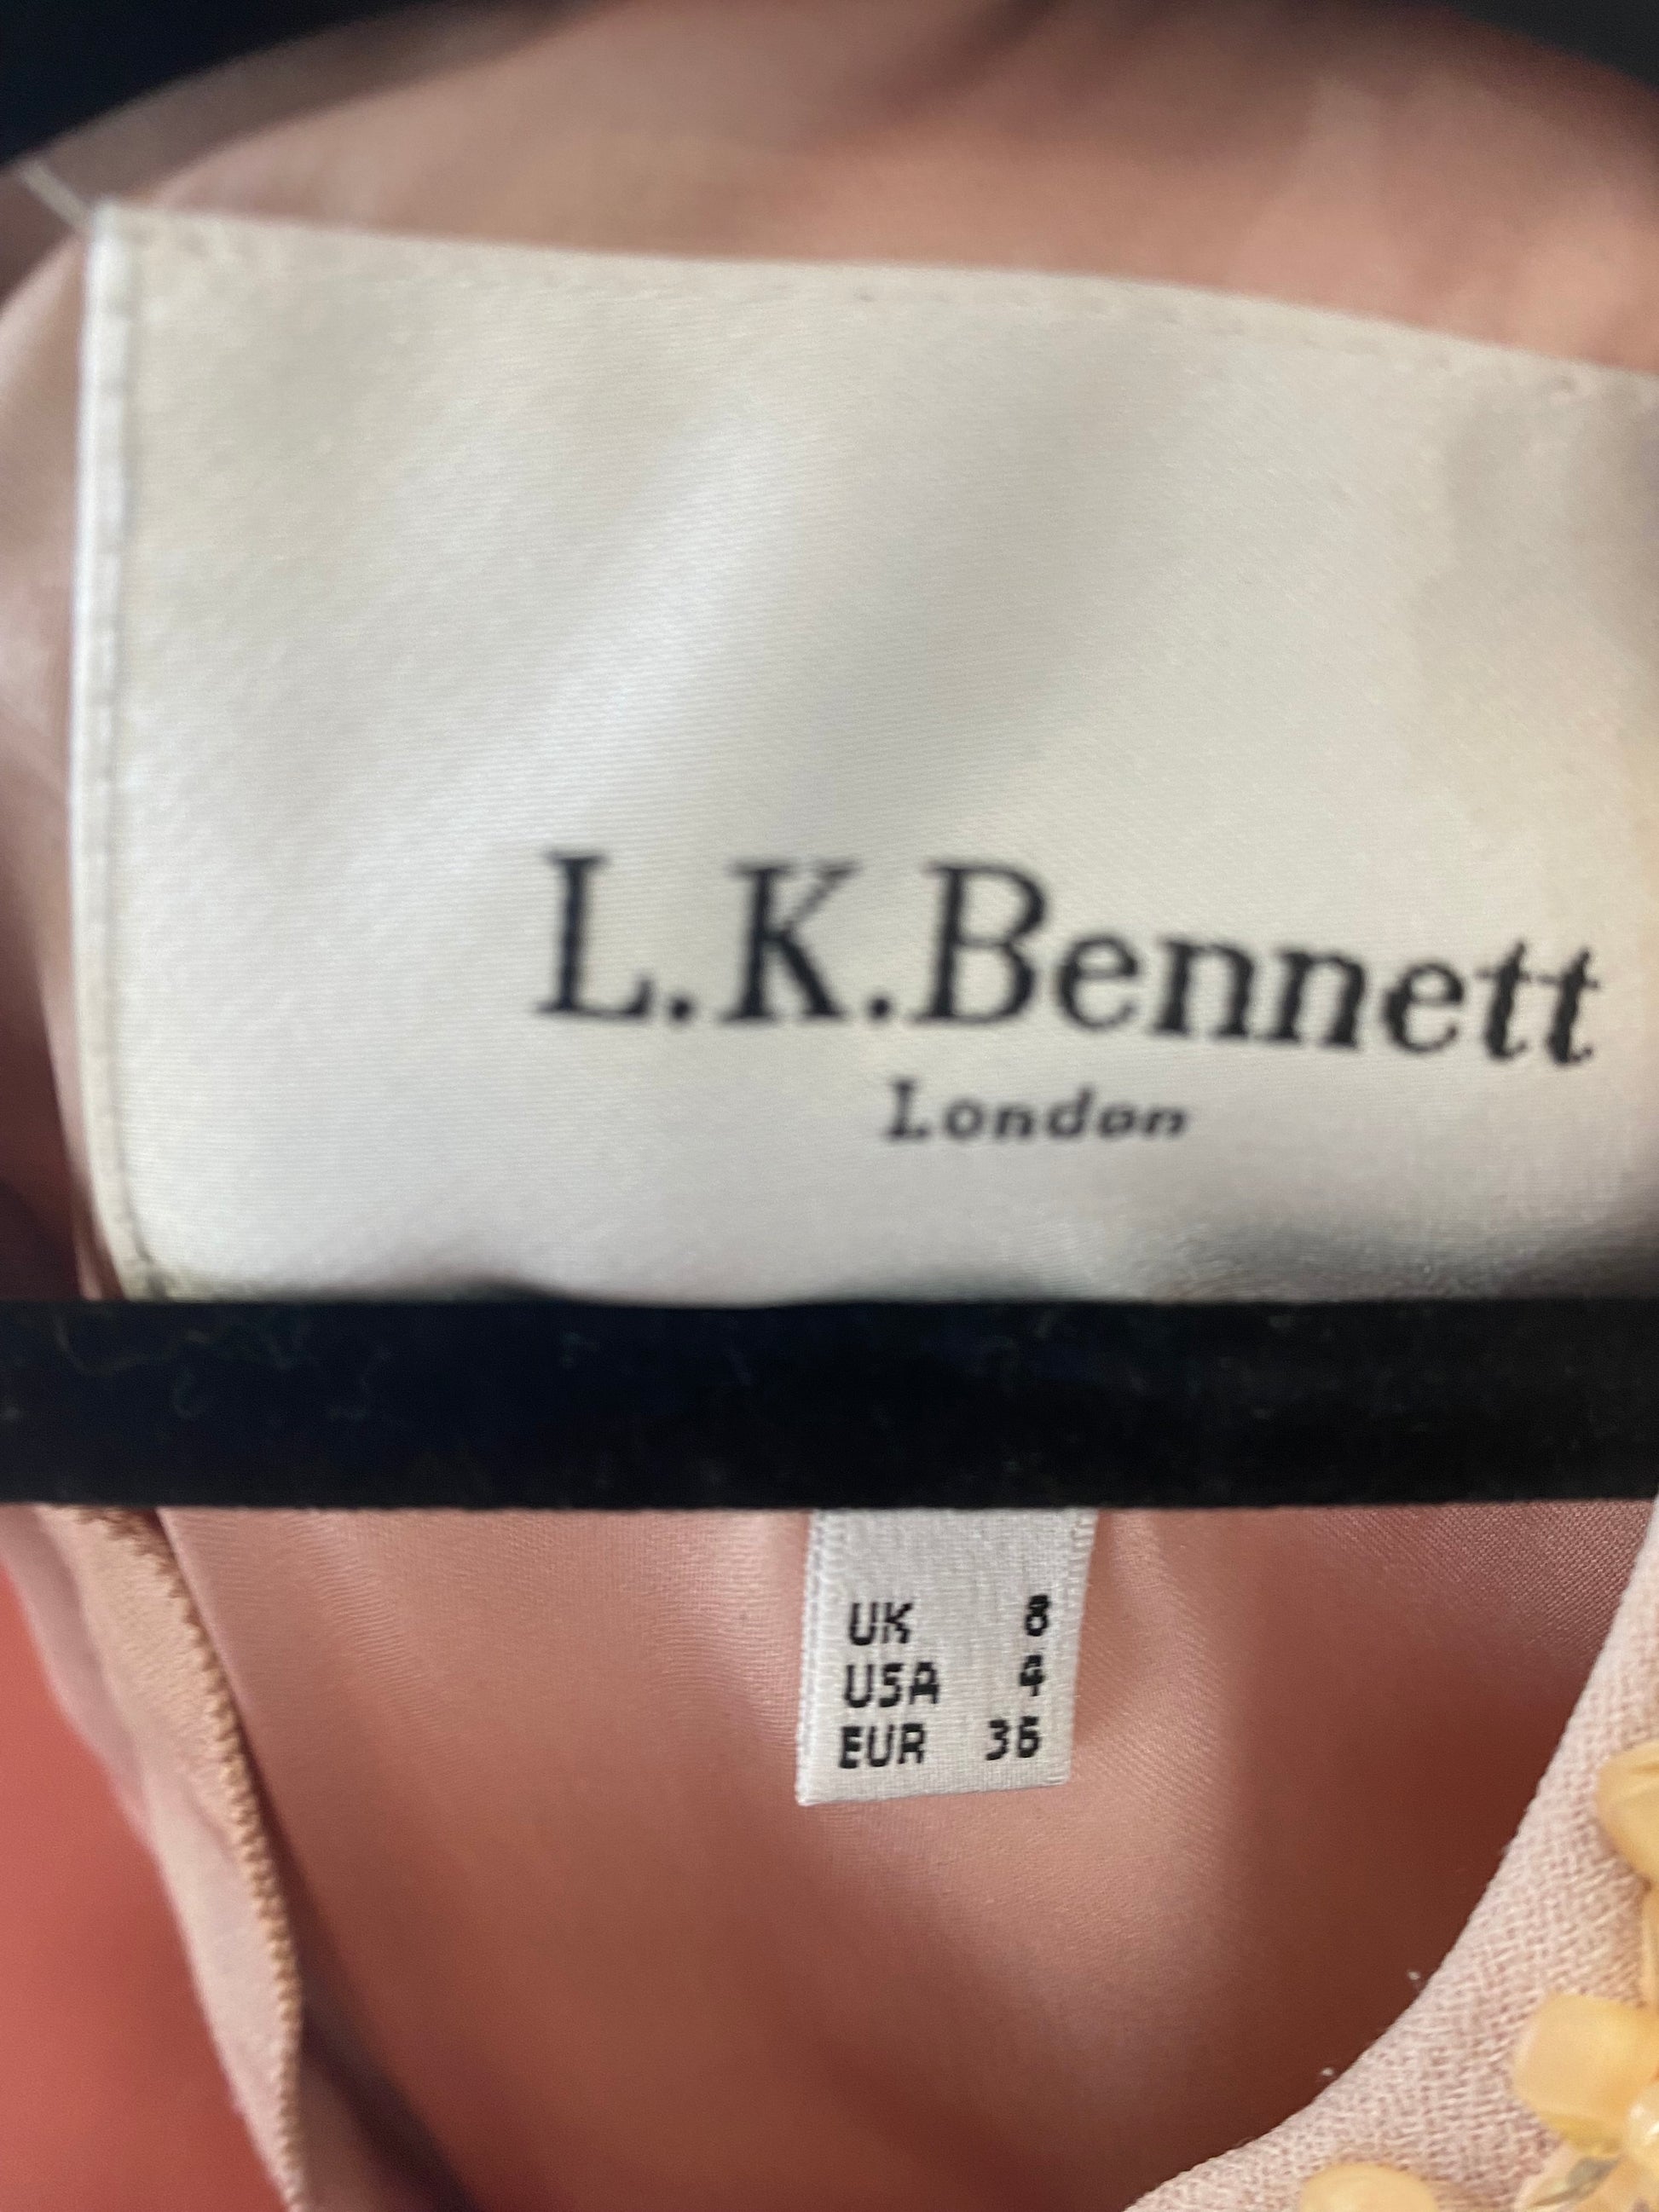 L.K.Bennett
London
UK 8
USA 4
EUR 36